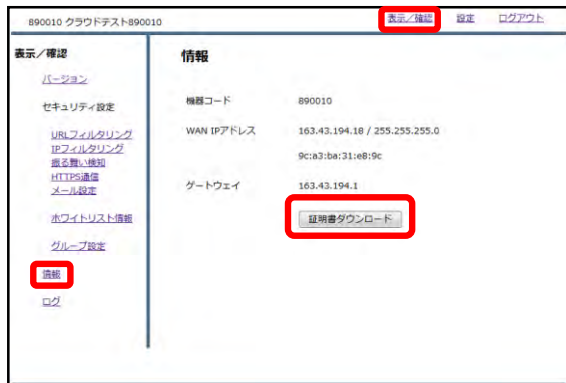 890010 クラウドテスト890010
表示／確認 設定 ログアウト
表示／確認
バージョン
セキュリティ設定
URLフィルタリング
IPフィルタリング
振る舞い検知
HTTPS通信
メール設定
ホワイトリスト情報
グループ設定
情報
ログ
情報
機器コード 890010
WAN IPアドレス 163.43.194.18 / 255.255.255.0
9c:a3:ba:31:e8:9c
ゲートウェイ 163.43.194.1
証明書ダウンロード